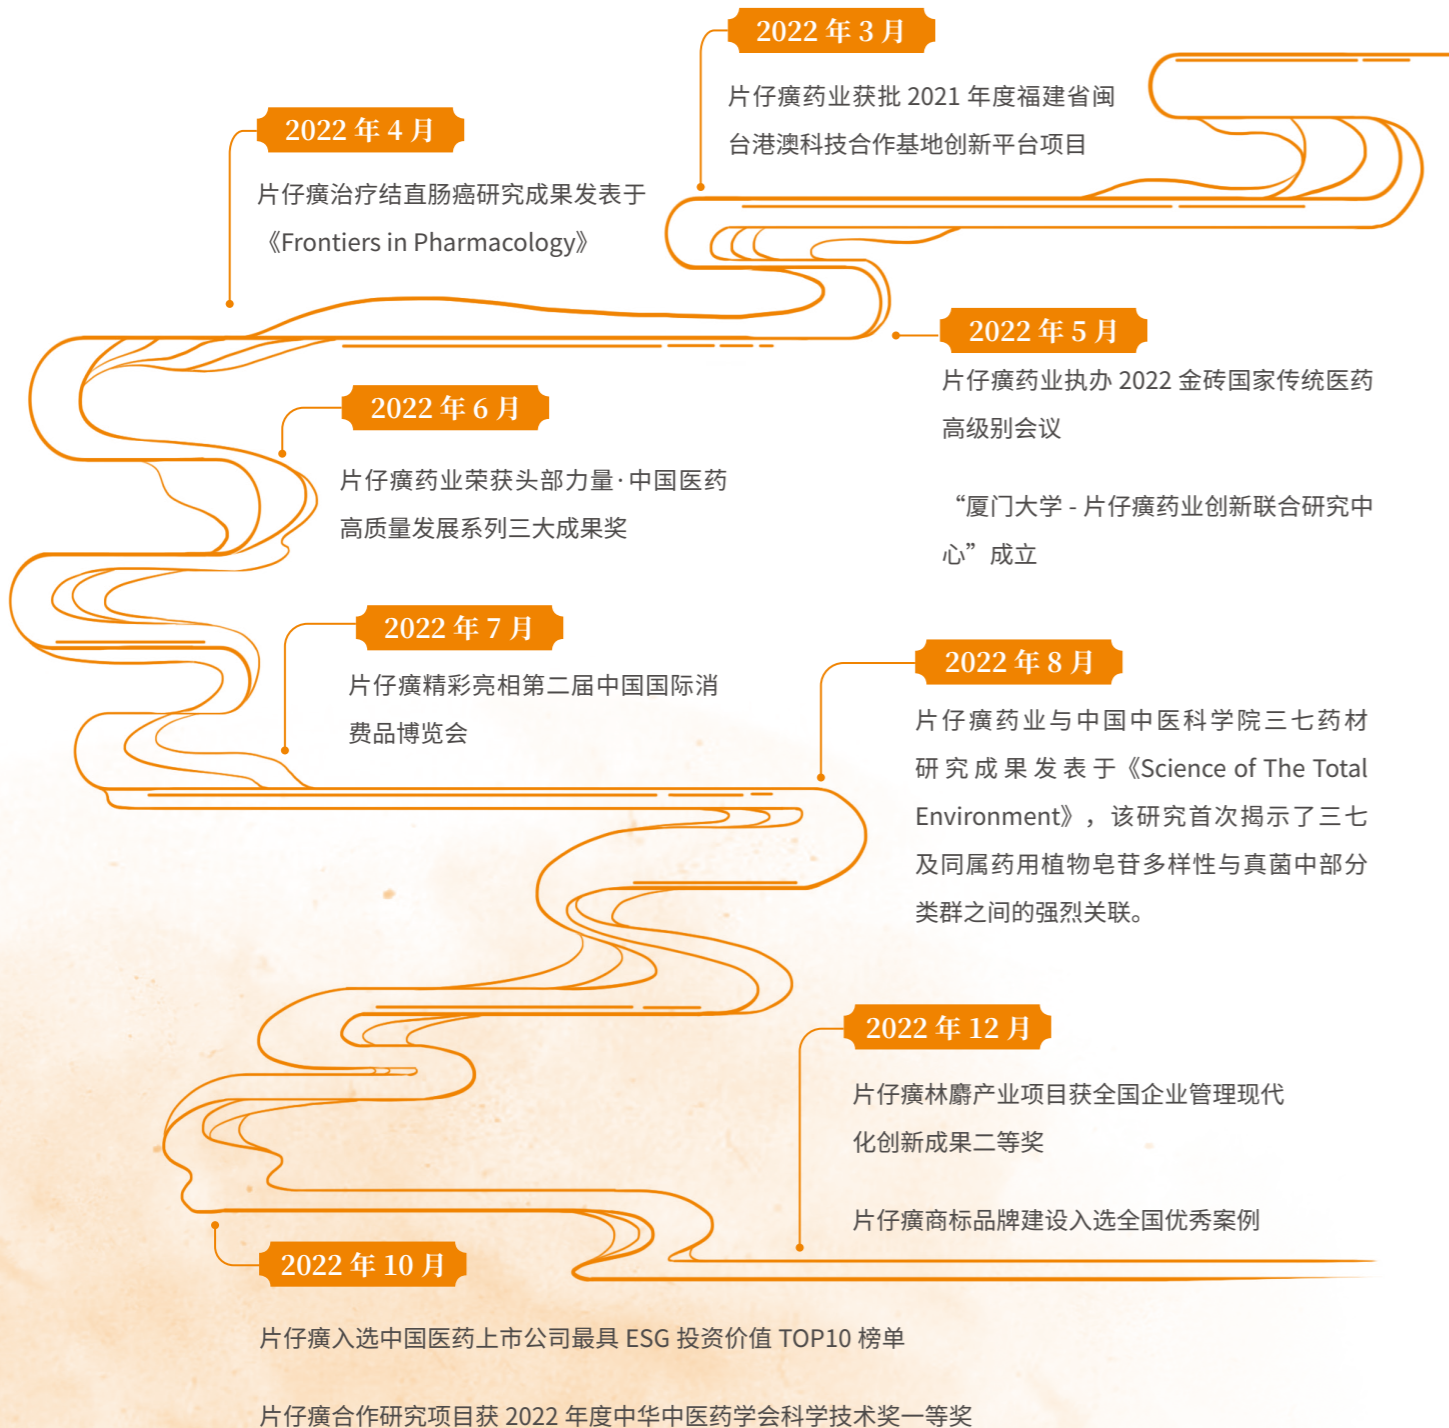 2022 年 3 月
片仔癀药业获批 2021 年度福建省闽
台港澳科技合作基地创新平台项目
2022 年 4 月
片仔癀治疗结直肠癌研究成果发表于
《Frontiers in Pharmacology》
2022 年 5 月
片仔癀药业执办 2022 金砖国家传统医药
高级别会议
“厦门大学 - 片仔癀药业创新联合研究中
心”成立
2022 年 6 月
片仔癀药业荣获头部力量·中国医药
高质量发展系列三大成果奖
2022 年 7 月
片仔癀精彩亮相第二届中国国际消
费品博览会
2022 年 8 月
片仔癀药业与中国中医科学院三七药材
研究成果发表于《Science of The Total
Environment》，该研究首次揭示了三七
及同属药用植物皂苷多样性与真菌中部分
类群之间的强烈关联。
2022 年 10 月
片仔癀入选中国医药上市公司最具 ESG 投资价值 TOP10 榜单
片仔癀合作研究项目获 2022 年度中华中医药学会科学技术奖一等奖
2022 年 12 月
片仔癀林麝产业项目获全国企业管理现代
化创新成果二等奖
片仔癀商标品牌建设入选全国优秀案例